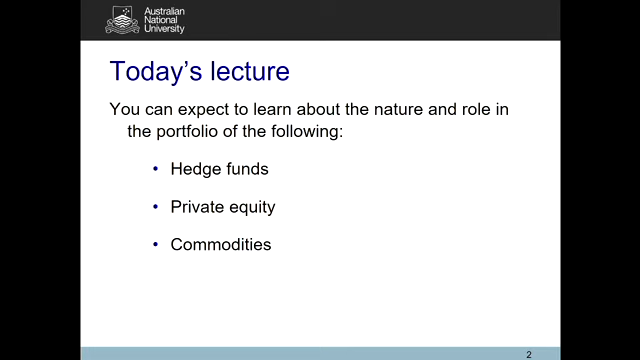 Australian
National
University
Today's lecture
You can expect to learn about the nature and role in
the portfolio of the following:
• Hedge funds
• Private equity
• Commodities
2